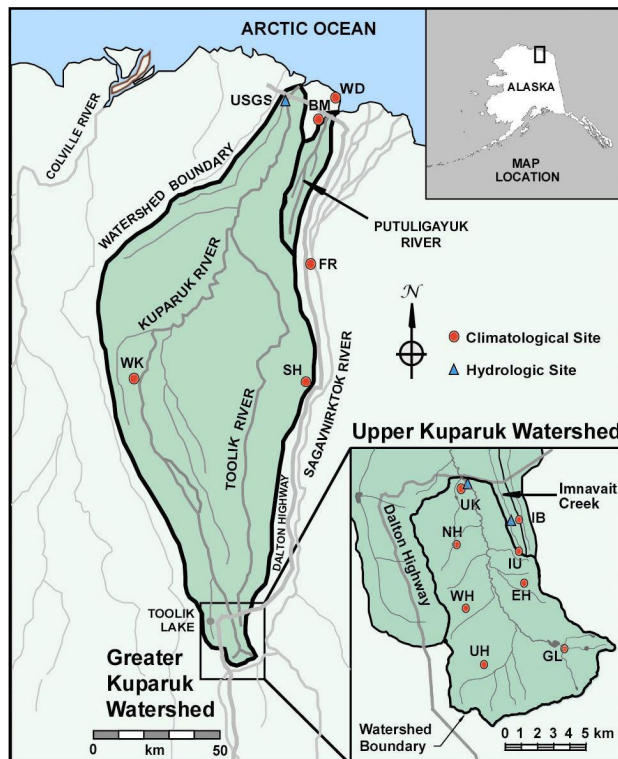 ARCTIC OCEAN
ALASKA
MAP
LOCATION
COLVILLE RIVER
USGS
WD
BM
WATERSHED BOUNDARY
PUTULIGAYUK
RIVER
KUPARUK RIVER
FR
N
Climatological Site
Hydrologic Site
WK
SH
TOOLIK RIVER
SAGAVNIRKTOK RIVER
DALTON HIGHWAY
TOOLIK
LAKE
Greater
Kuparuk
Watershed
0 50
km
Upper Kuparuk Watershed
Dalton Highway
Imnavait
Creek
UK
IB
NH
IU
EH
WH
UH
GL
Watershed
Boundary
0 1 2 3 4 5 km